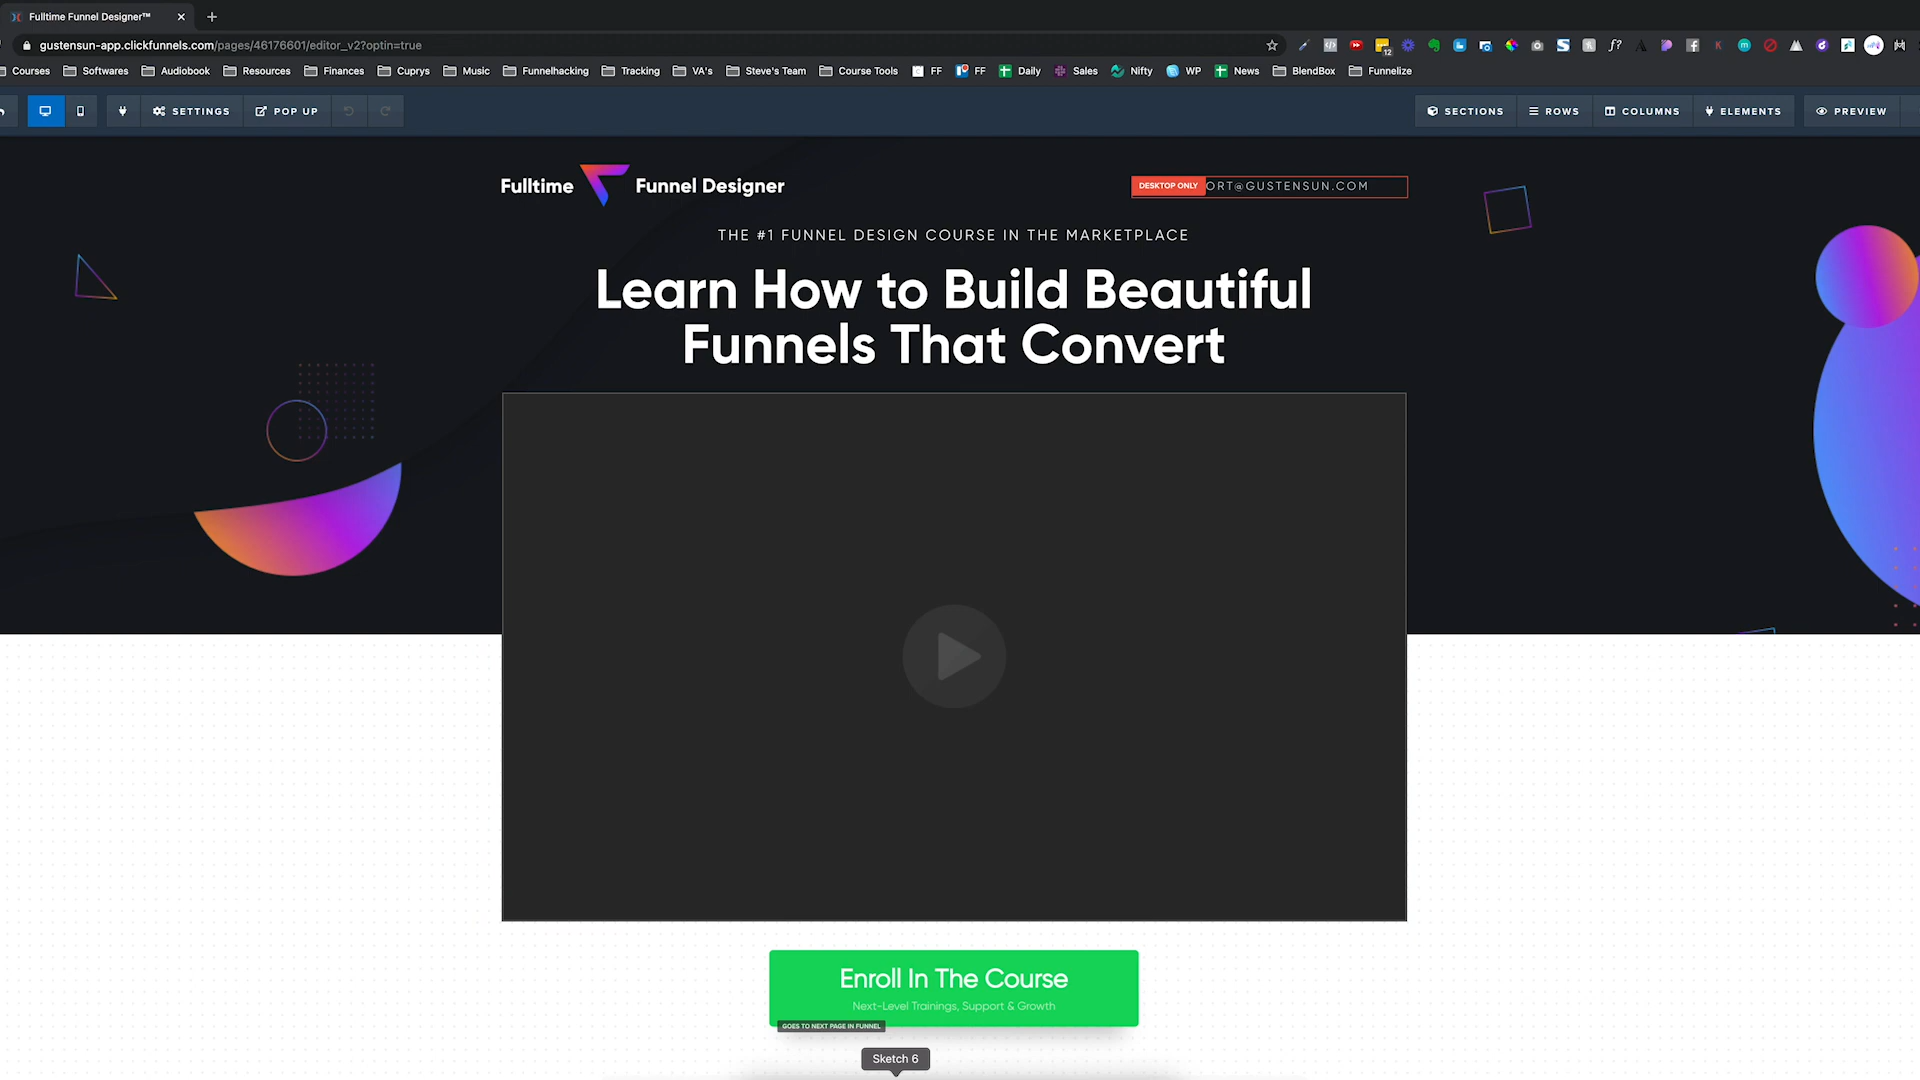 Fulltime Funnel Designer™
gustensun-app.clickfunnels.com/pages/46176601/editor_v2?optin=true
12
Courses Softwares Audiobook Resources Finances Cuprys Music Funnelhacking Tracking VA's Steve's Team Course Tools FF FF Daily Sales Nifty WP News BlendBox Funnelize
SETTINGS POP UP SECTIONS ROWS COLUMNS ELEMENTS PREVIEW
Fulltime Funnel Designer
DESKTOP ONLY ORT@GUSTENSUN.COM
THE #1 FUNNEL DESIGN COURSE IN THE MARKETPLACE
Learn How to Build Beautiful
Funnels That Convert
Enroll In The Course
Next-Level Trainings, Support & Growth
GOES TO NEXT PAGE IN FUNNEL
Sketch 6